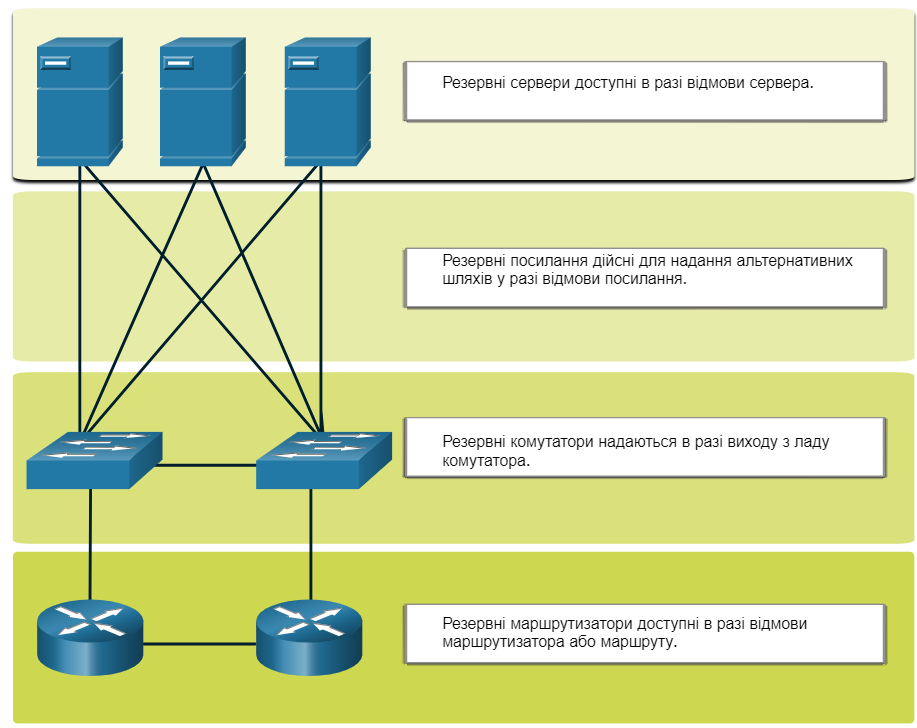 Резервні сервери доступні в разі відмови сервера.
Резервні посилання дійсні для надання альтернативних
шляхів у разі відмови посилання.
Резервні комутатори надаються в разі виходу з ладу
комутатора.
Резервні маршрутизатори доступні в разі відмови
маршрутизатора або маршруту.